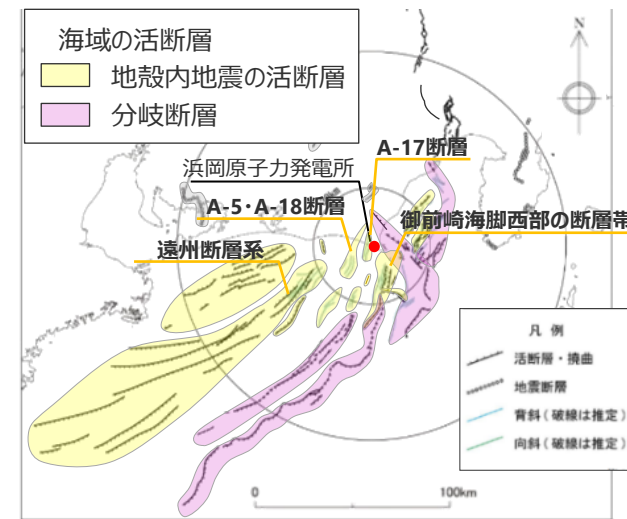 海域の活断層
地殻内地震の活断層
分岐断層
N
A-17断層
浜岡原子力発電所
A-5・A-18断層
御前崎海脚西部の断層帯
遠州断層系
凡 例
活断層・撓曲
地震断層
背斜(破線は推定)
向斜(破線は推定)
0
100km